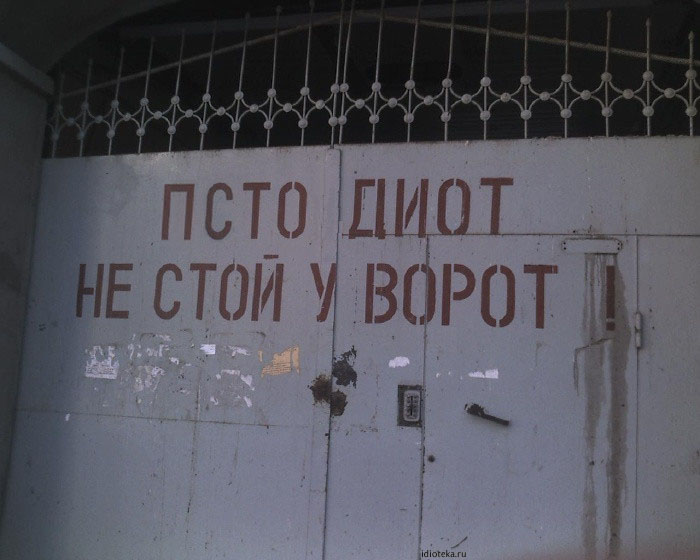 ПСТО ДИОТ
НЕ СТОЙ У ВОРОТ !
idioteka.ru